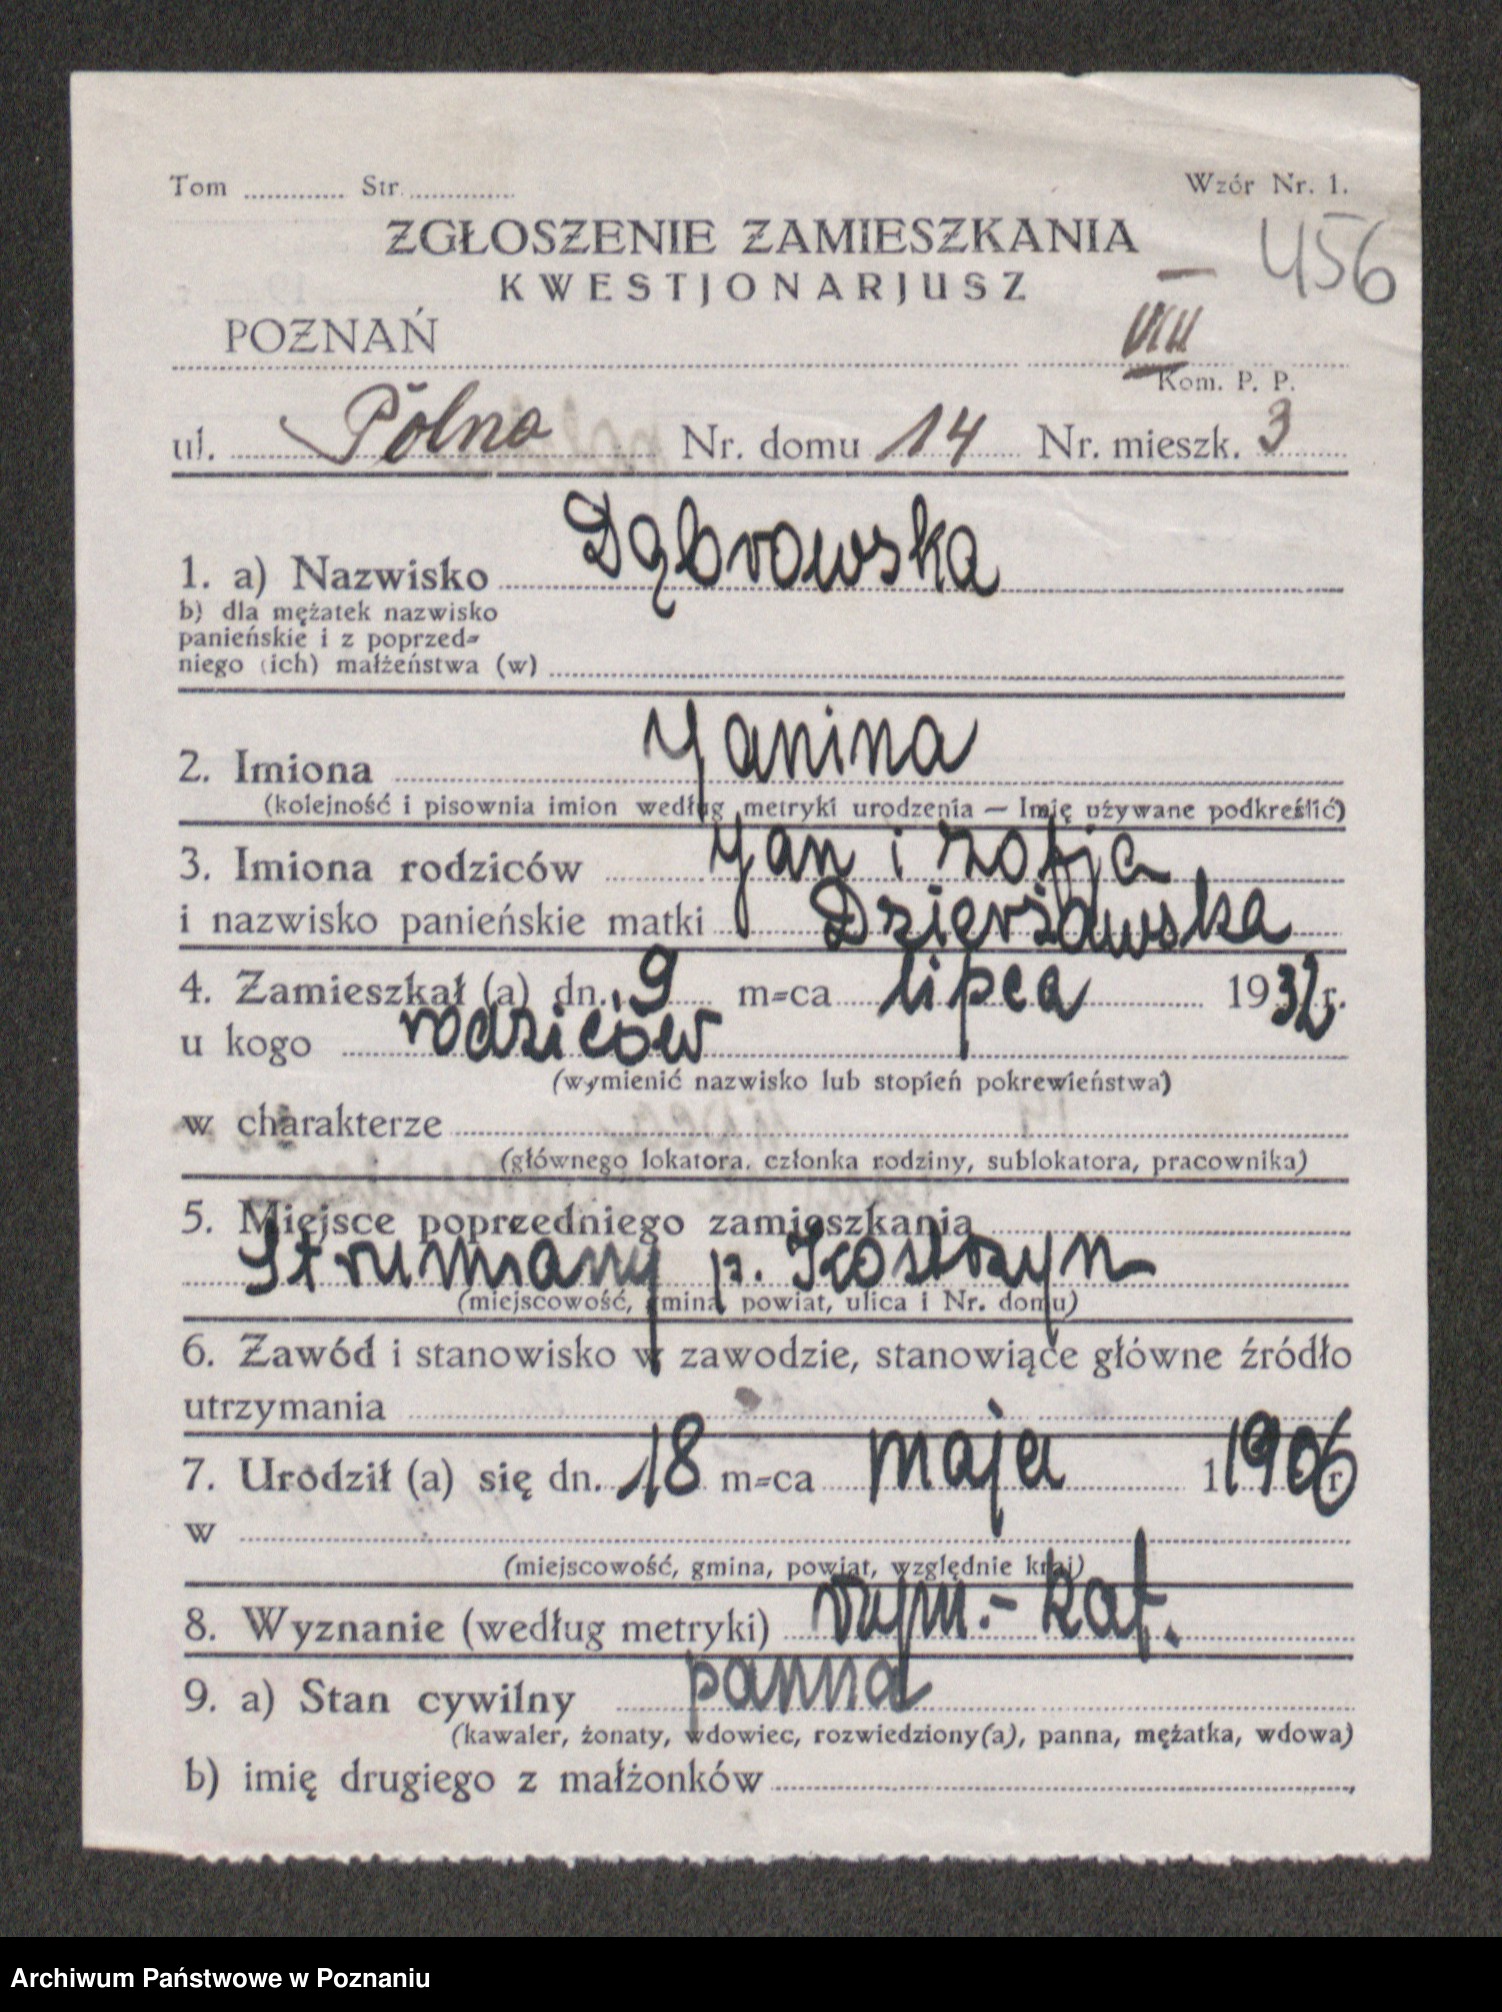 Tom ............ Str. ............ Wzór Nr. 1.
ZGŁOSZENIE ZAMIESZKANIA
456
KWESTJONARJUSZ
POZNAŃ VIII
Kom. P. P.
ul. Polna Nr. domu 14 Nr. mieszk. 3
1. a) Nazwisko Dąbrowska
b) dla mężatek nazwisko
panieńskie i z poprzed-
niego (ich) małżeństwa (w)
2. Imiona Janina
(kolejność i pisownia imion według metryki urodzenia — Imię używane podkreślić)
3. Imiona rodziców Jan i Zofja
i nazwisko panieńskie matki Dzierżawska
4. Zamieszkał (a) dn. 9 m-ca lipca 1932 r.
u kogo rodziców
(wymienić nazwisko lub stopień pokrewieństwa)
w charakterze
(głównego lokatora, członka rodziny, sublokatora, pracownika)
5. Miejsce poprzedniego zamieszkania
Strumiany p. Kostrzyn
(miejscowość, gmina, powiat, ulica i Nr. domu)
6. Zawód i stanowisko w zawodzie, stanowiące główne źródło
utrzymania
7. Urodził (a) się dn. 18 m-ca maja 1 1906 r
w
(miejscowość, gmina, powiat, względnie kraj)
8. Wyznanie (według metryki) rzym.-kat.
9. a) Stan cywilny panna
(kawaler, żonaty, wdowiec, rozwiedziony(a), panna, mężatka, wdowa)
b) imię drugiego z małżonków
Archiwum Państwowe w Poznaniu